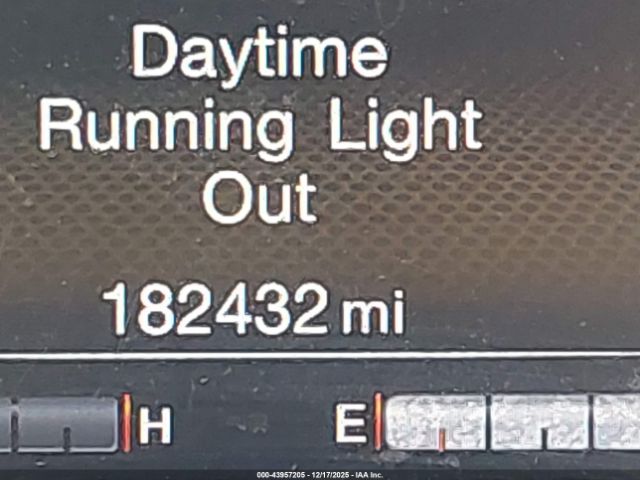 Daytime
Running Light
Out
182432 mi
H E
000-43957205 - 12/17/2025 - IAA Inc.